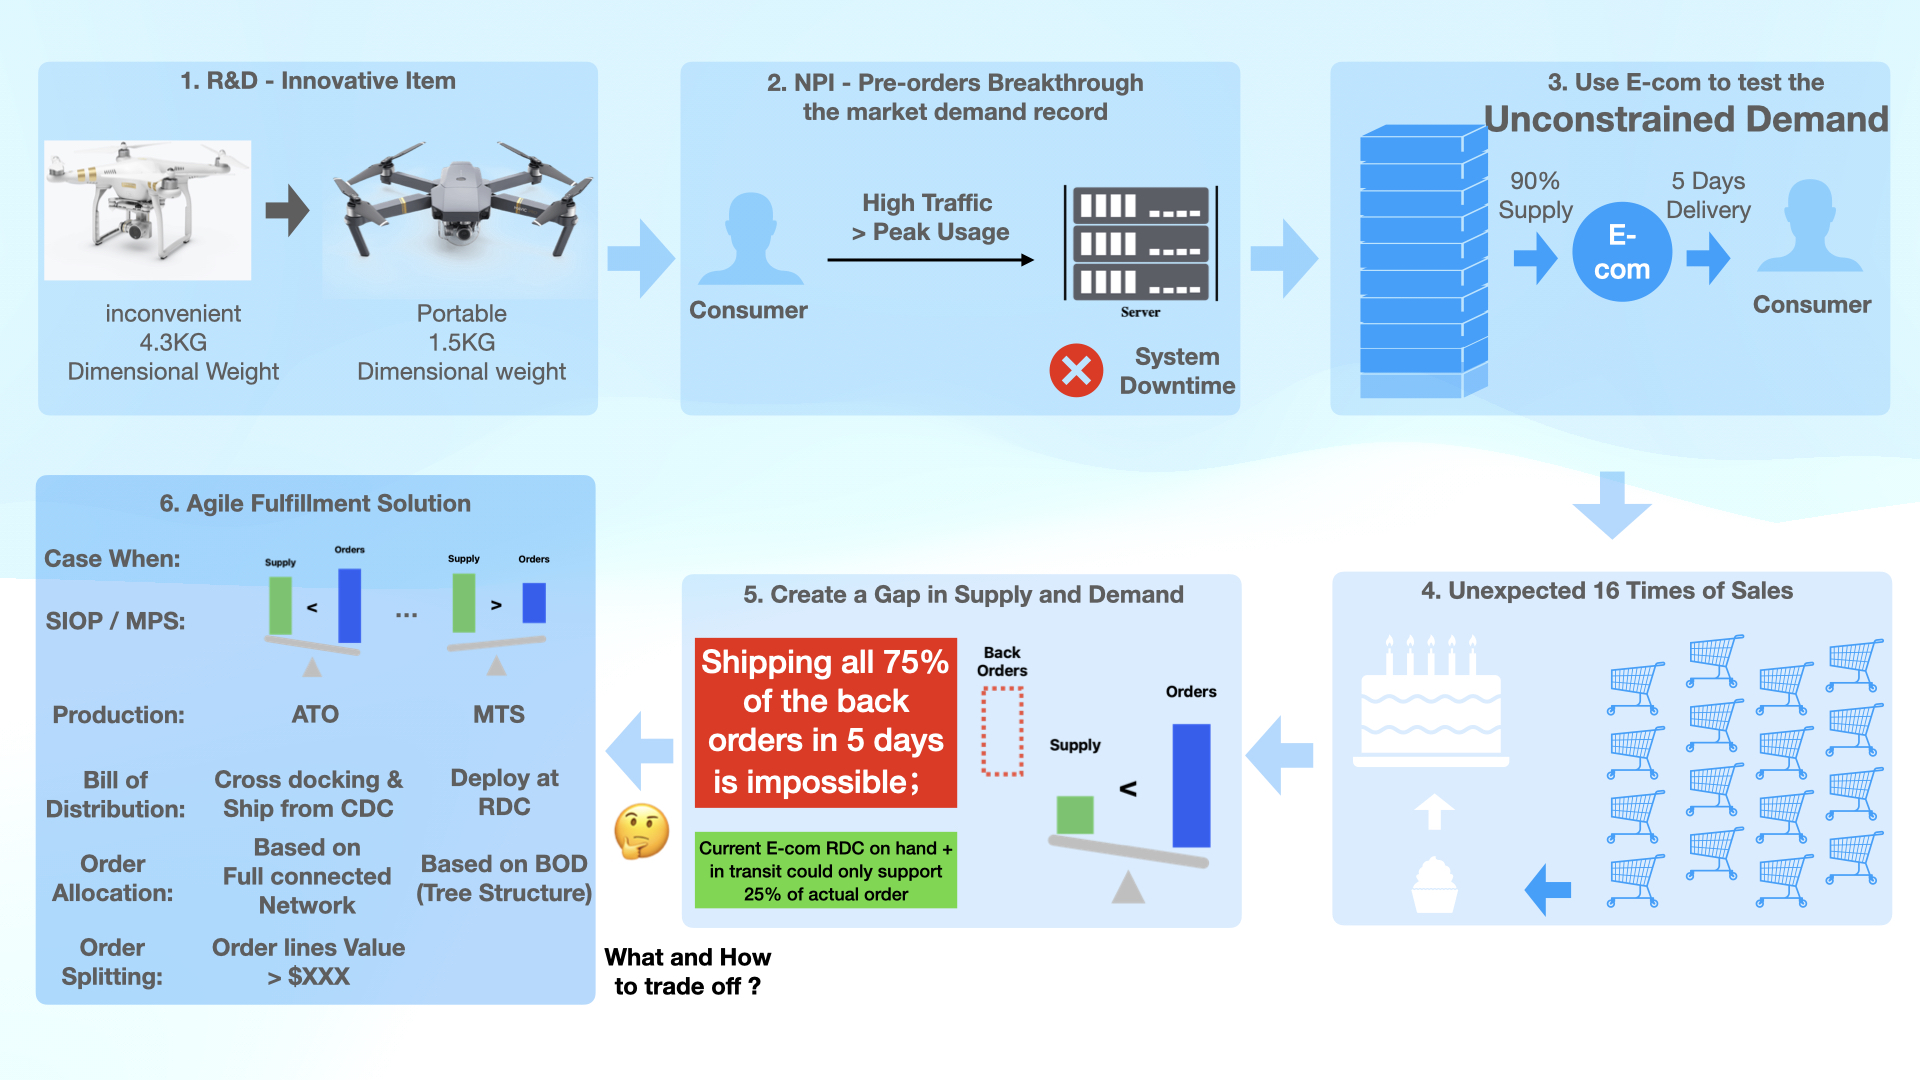 1. R&D - Innovative Item
inconvenient
4.3KG
Dimensional Weight
Portable
1.5KG
Dimensional weight
2. NPI - Pre-orders Breakthrough
the market demand record
High Traffic
> Peak Usage
Consumer
Server
System
Downtime
3. Use E-com to test the
Unconstrained Demand
90%
Supply
E-
com
5 Days
Delivery
Consumer
4. Unexpected 16 Times of Sales
5. Create a Gap in Supply and Demand
Shipping all 75%
of the back
orders in 5 days
is impossible；
Current E-com RDC on hand +
in transit could only support
25% of actual order
Back
Orders
Supply
<
Orders
What and How
to trade off ?
6. Agile Fulfillment Solution
Case When:
SIOP / MPS:
Supply
<
Orders
...
Supply
>
Orders
Production:
ATO
MTS
Bill of
Distribution:
Cross docking &
Ship from CDC
Deploy at
RDC
Order
Allocation:
Based on
Full connected
Network
Based on BOD
(Tree Structure)
Order
Splitting:
Order lines Value
> $XXX